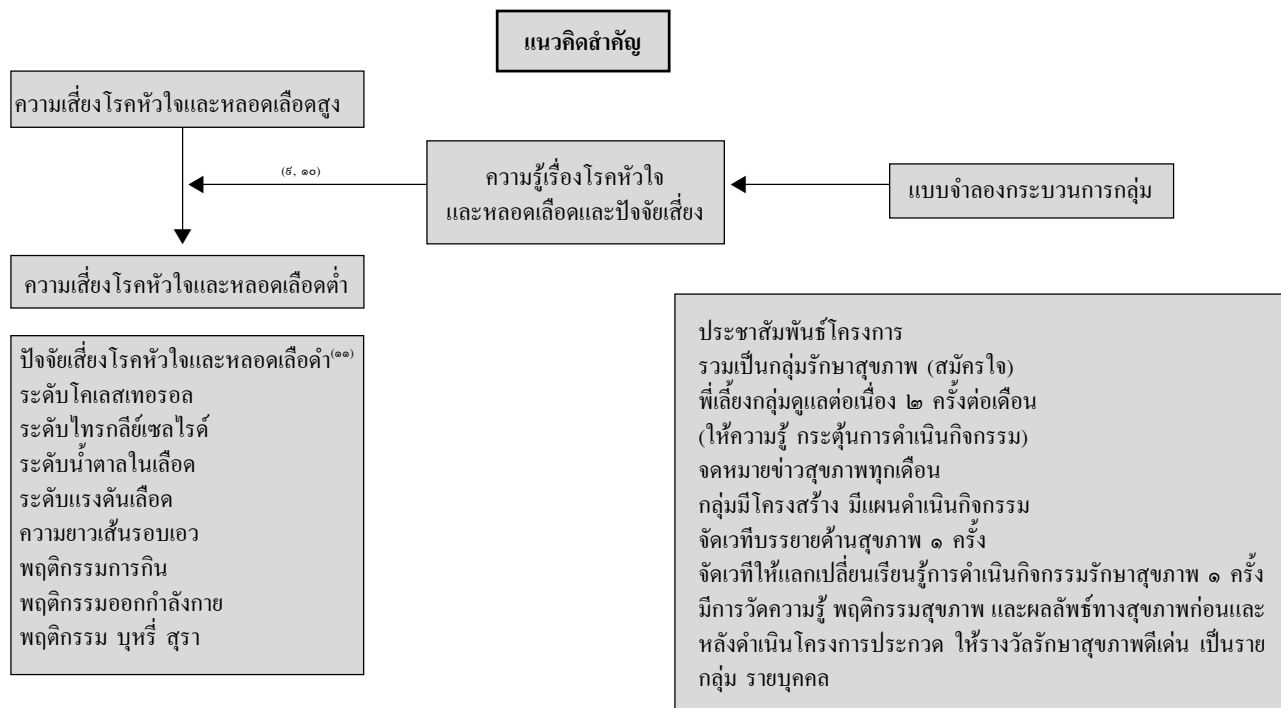 แนวคิดสำคัญ
ความเสี่ยงโรคหัวใจและหลอดเลือดสูง
(๕, ๑๐)
ความรู้เรื่องโรคหัวใจ
และหลอดเลือดและปัจจัยเสี่ยง
แบบจำลองกระบวนการกลุ่ม
ความเสี่ยงโรคหัวใจและหลอดเลือดต่ำ
ปัจจัยเสี่ยงโรคหัวใจและหลอดเลือดำ(๑๑)
ระดับโคเลสเทอรอล
ระดับไทรกลีย์เซลไรด์
ระดับน้ำตาลในเลือด
ระดับแรงดันเลือด
ความยาวเส้นรอบเอว
พฤติกรรมการกิน
พฤติกรรมออกกำลังกาย
พฤติกรรม บุหรี่ สุรา
ประชาสัมพันธ์โครงการ
รวมเป็นกลุ่มรักษาสุขภาพ (สมัครใจ)
พี่เลี้ยงกลุ่มดูแลต่อเนื่อง ๒ ครั้งต่อเดือน
(ให้ความรู้ กระตุ้นการดำเนินกิจกรรม)
จดหมายข่าวสุขภาพทุกเดือน
กลุ่มมีโครงสร้าง มีแผนดำเนินกิจกรรม
จัดเวทีบรรยายด้านสุขภาพ ๑ ครั้ง
จัดเวทีให้แลกเปลี่ยนเรียนรู้การดำเนินกิจกรรมรักษาสุขภาพ ๑ ครั้ง
มีการวัดความรู้ พฤติกรรมสุขภาพ และผลลัพธ์ทางสุขภาพก่อนและ
หลังดำเนินโครงการประกวด ให้รางวัลรักษาสุขภาพดีเด่น เป็นราย
กลุ่ม รายบุคคล